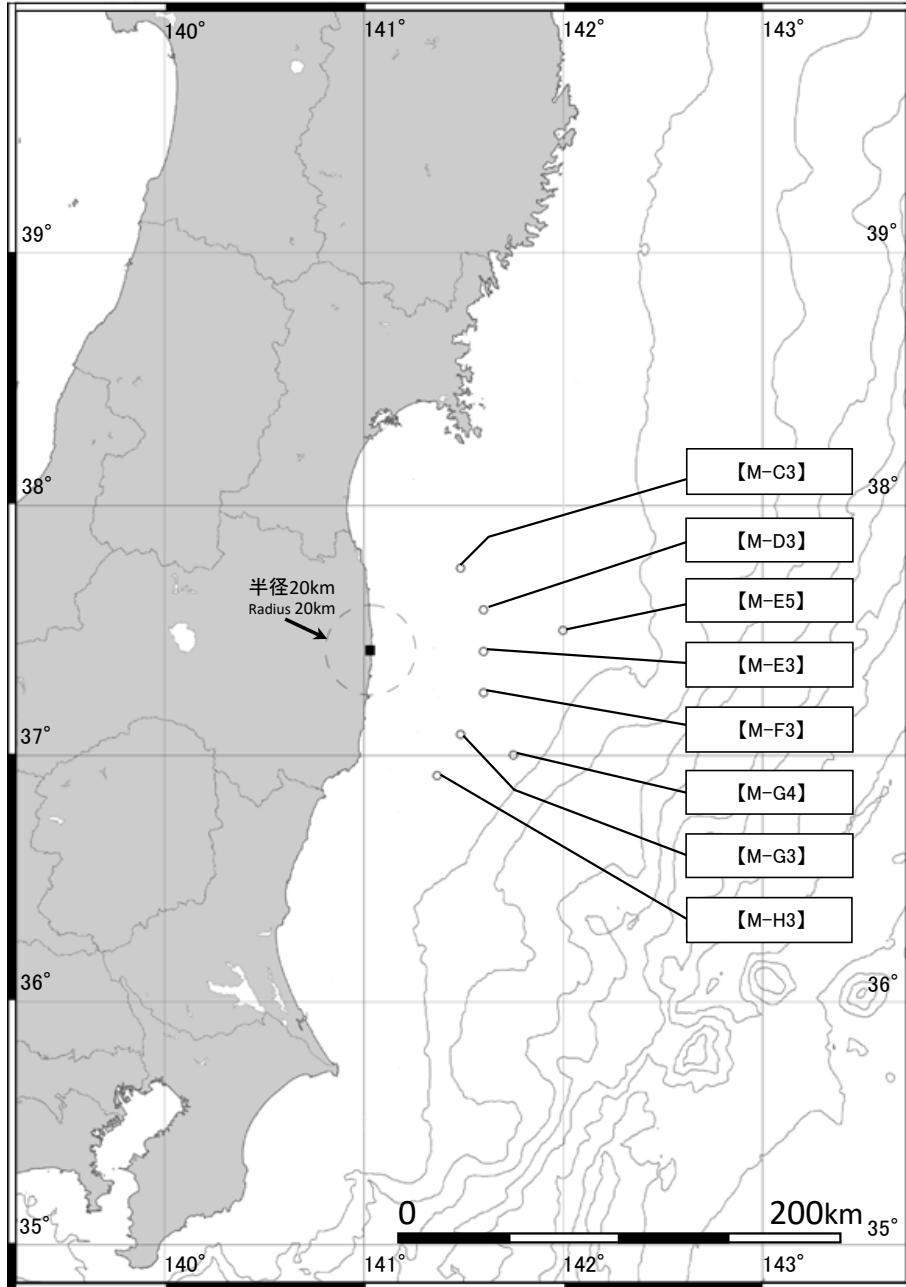 140°
141°
142°
143°
39°
39°
38°
38°
【M-C3】
【M-D3】
半径20km
Radius 20km
【M-E5】
【M-E3】
【M-F3】
37°
37°
【M-G4】
【M-G3】
【M-H3】
36°
36°
0
200km
35°
35°
140°
141°
142°
143°